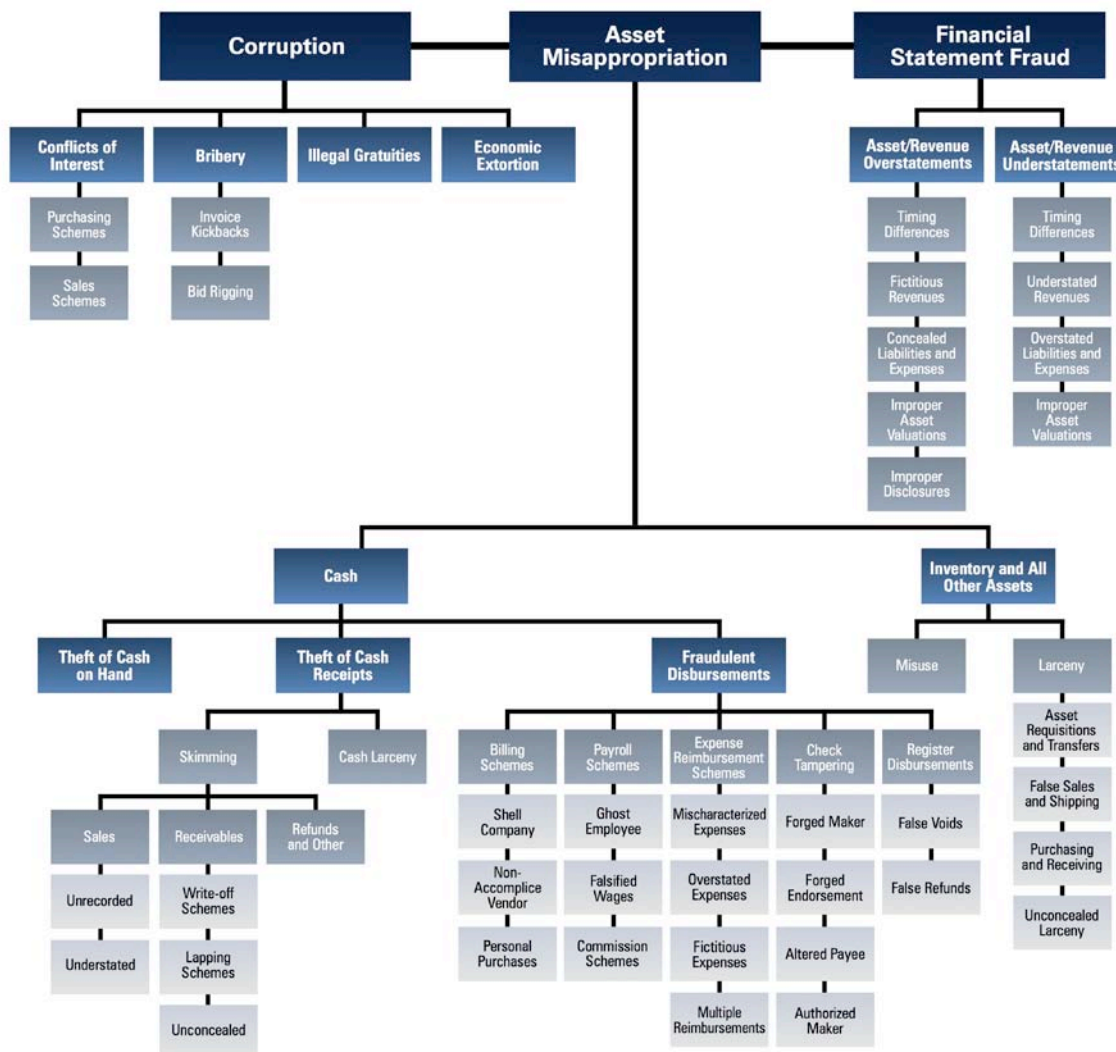 Corruption
Asset
Misappropriation
Financial
Statement Fraud
Conflicts of
Interest
Bribery
Illegal Gratuities
Economic
Extortion
Asset/Revenue
Overstatements
Asset/Revenue
Understatements
Purchasing
Schemes
Sales
Schemes
Invoice
Kickbacks
Bid Rigging
Timing
Differences
Fictitious
Revenues
Concealed
Liabilities and
Expenses
Improper
Asset
Valuations
Improper
Disclosures
Timing
Differences
Understated
Revenues
Overstated
Liabilities and
Expenses
Improper
Asset
Valuations
Cash
Inventory and All
Other Assets
Theft of Cash
on Hand
Theft of Cash
Receipts
Fraudulent
Disbursements
Misuse
Larceny
Skimming
Cash Larceny
Sales
Receivables
Refunds
and Other
Unrecorded
Understated
Write-off
Schemes
Lapping
Schemes
Unconcealed
Billing
Schemes
Shell
Company
Non-
Accomplice
Vendor
Personal
Purchases
Payroll
Schemes
Ghost
Employee
Falsified
Wages
Commission
Schemes
Expense
Reimbursement
Schemes
Mischaracterized
Expenses
Overstated
Expenses
Fictitious
Expenses
Multiple
Reimbursements
Check
Tampering
Forged Maker
Forged
Endorsement
Altered Payee
Authorized
Maker
Register
Disbursements
False Voids
False Refunds
Asset
Requisitions
and Transfers
False Sales
and Shipping
Purchasing
and Receiving
Unconcealed
Larceny